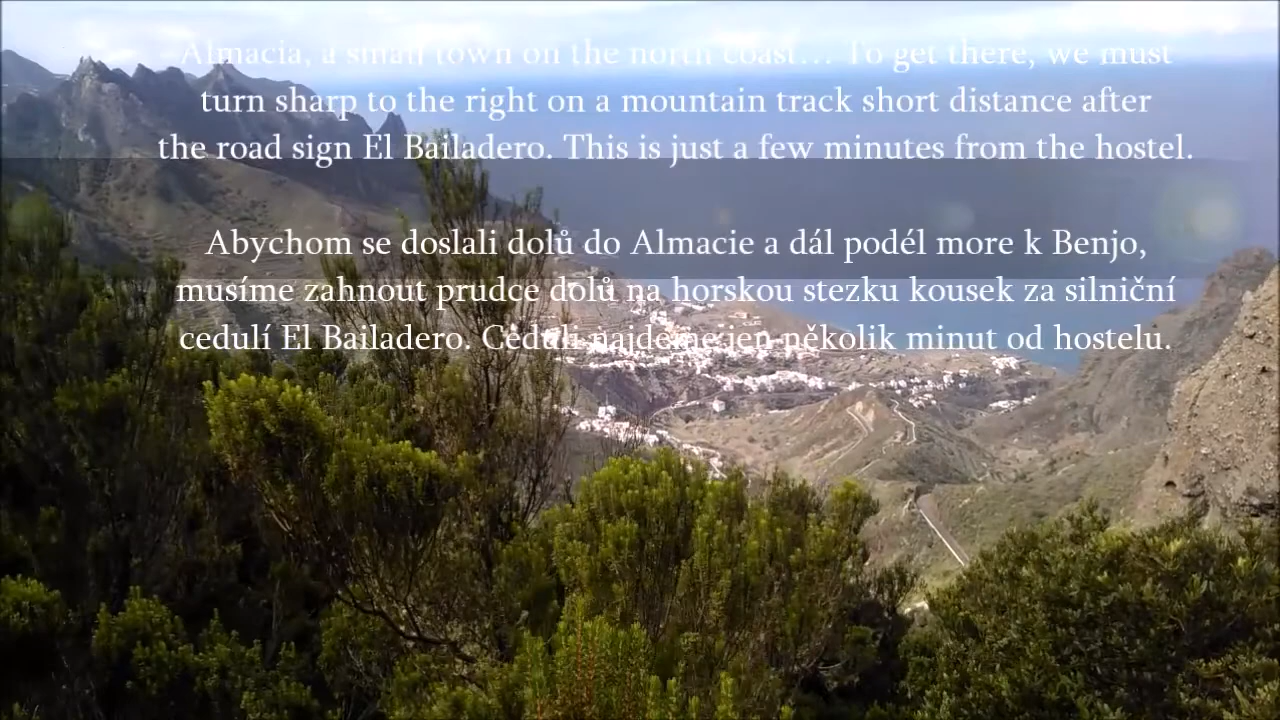 Almacia, a small town on the north coast... To get there, we must
turn sharp to the right on a mountain track short distance after
the road sign El Bailadero. This is just a few minutes from the hostel.
Abychom se doslali dolů do Almacie a dál podél more k Benjo,
musíme zahnout prudce dolů na horskou stezku kousek za silniční
cedulí El Bailadero. Ceduli najdeme jen několik minut od hostelu.